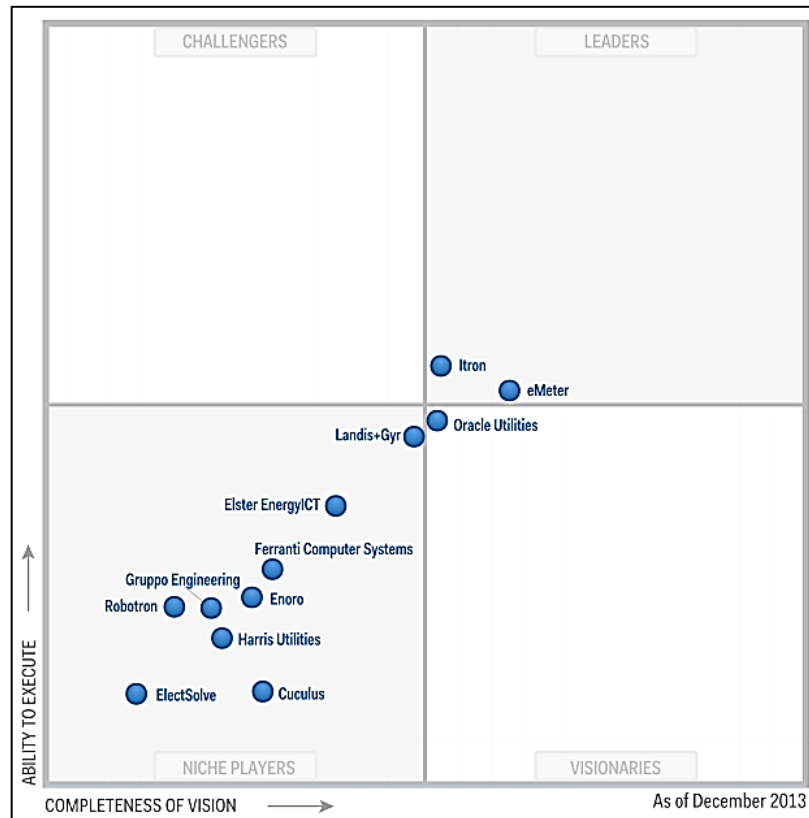 CHALLENGERS
LEADERS
Itron
eMeter
Oracle Utilities
Landis+Gyr
Elster EnergyICT
Ferranti Computer Systems
Gruppo Engineering
Enoro
Robotron
Harris Utilities
ElectSolve
Cuculus
ABILITY TO EXECUTE
NICHE PLAYERS
VISIONARIES
COMPLETENESS OF VISION
As of December 2013